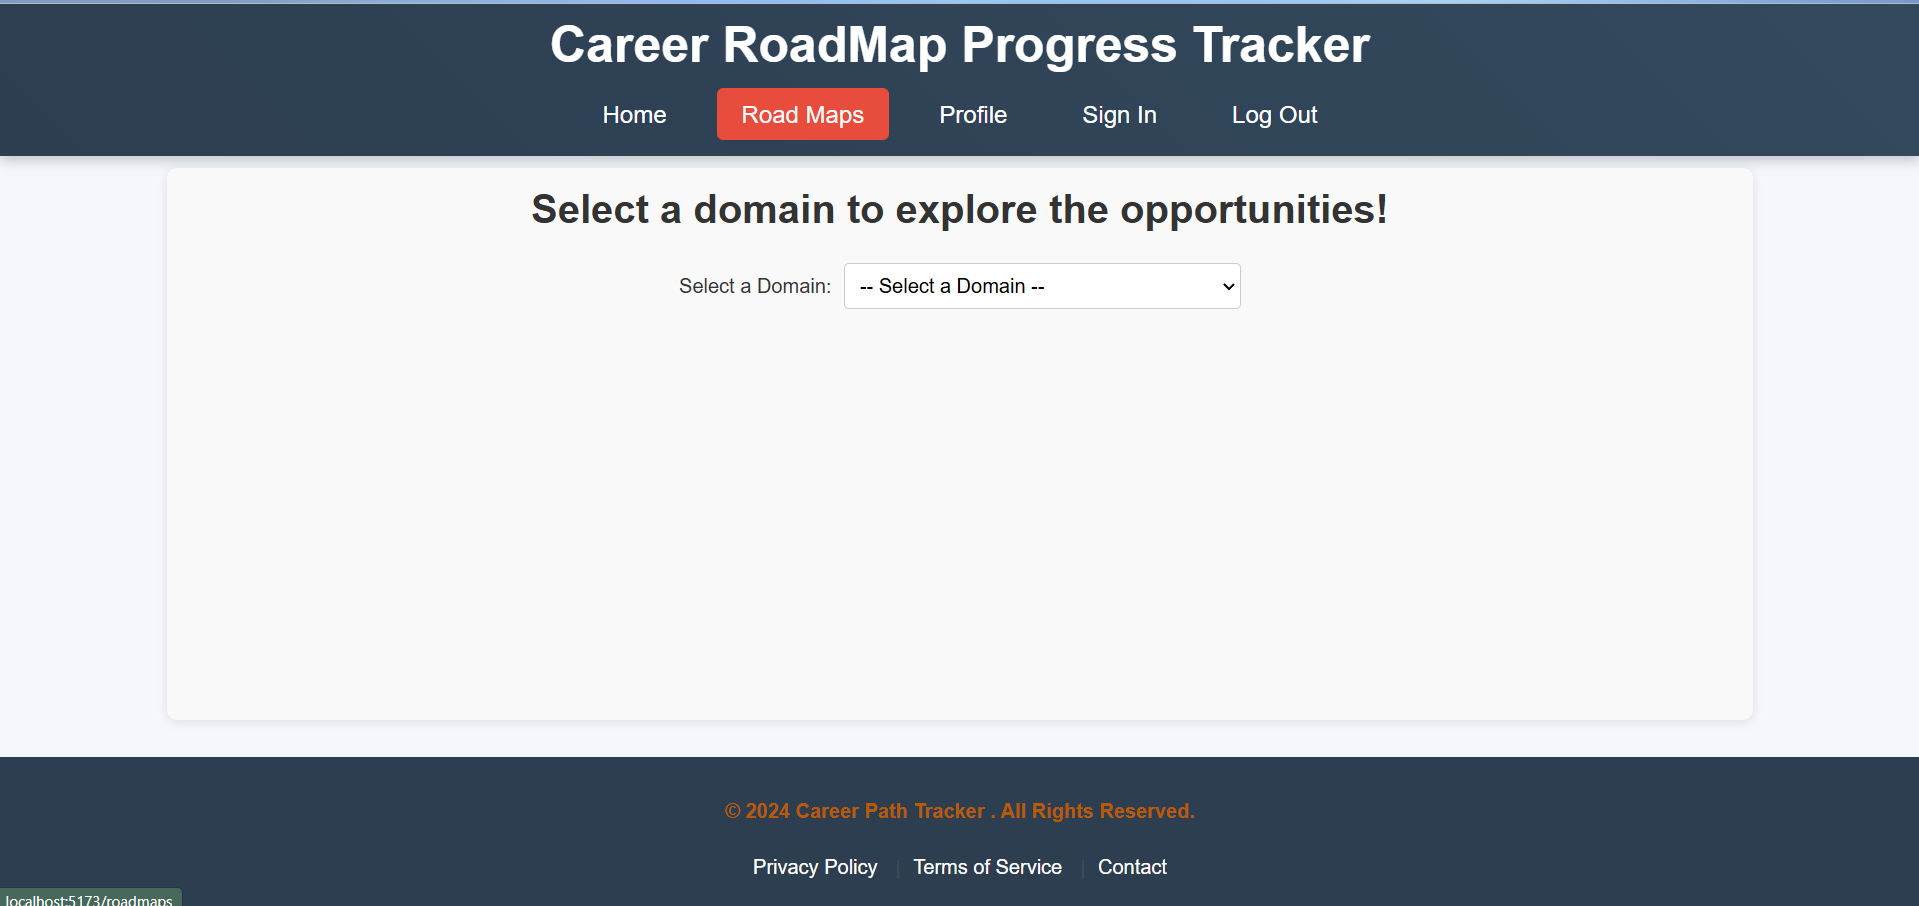 Career RoadMap Progress Tracker
Home Road Maps Profile Sign In Log Out
Select a domain to explore the opportunities!
Select a Domain: -- Select a Domain --
© 2024 Career Path Tracker . All Rights Reserved.
Privacy Policy | Terms of Service | Contact
localhost:5173/roadmaps